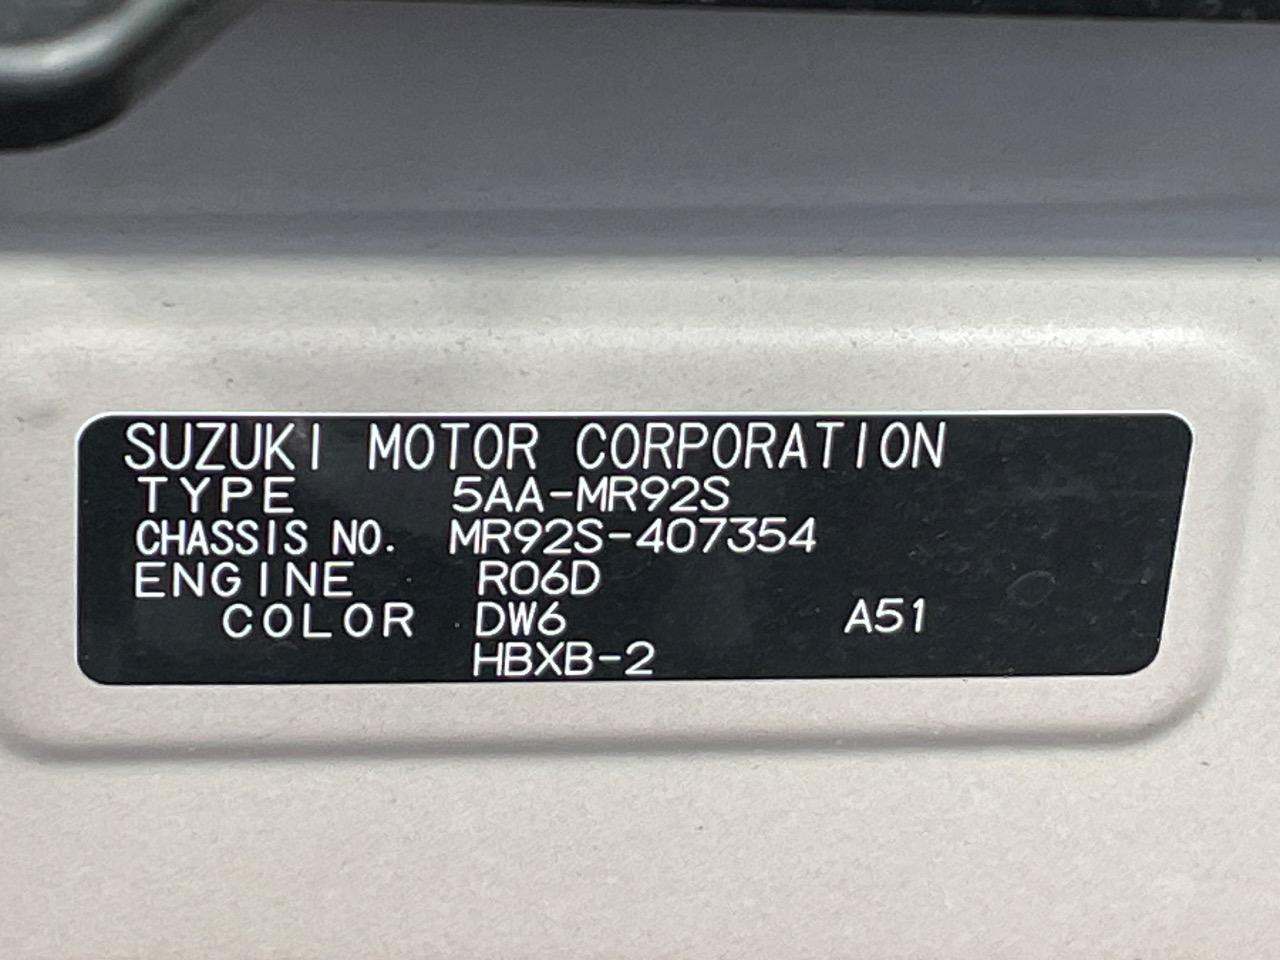 SUZUKI MOTOR CORPORATION
TYPE 5AA-MR92S
CHASSIS NO. MR92S-407354
ENGINE R06D
COLOR DW6 A51
HBXB-2